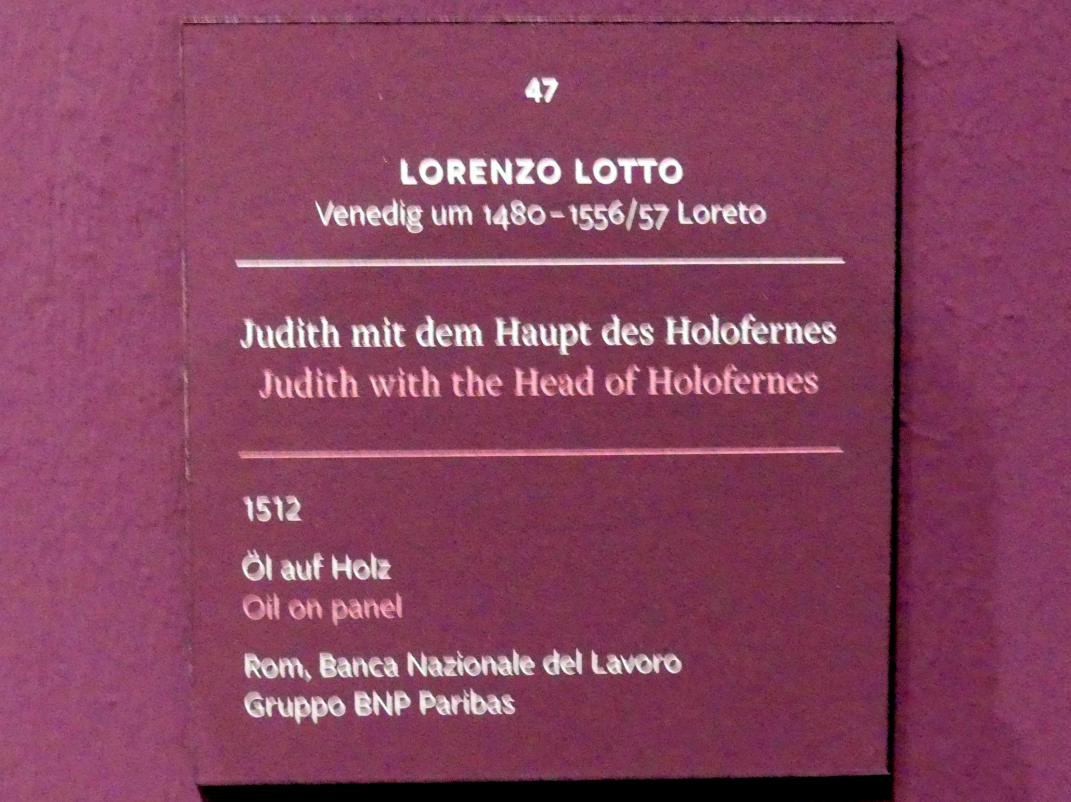 47
LORENZO LOTTO
Venedig um 1480 – 1556/57 Loreto
Judith mit dem Haupt des Holofernes
Judith with the Head of Holofernes
1512
Öl auf Holz
Oil on panel
Rom, Banca Nazionale del Lavoro
Gruppo BNP Paribas